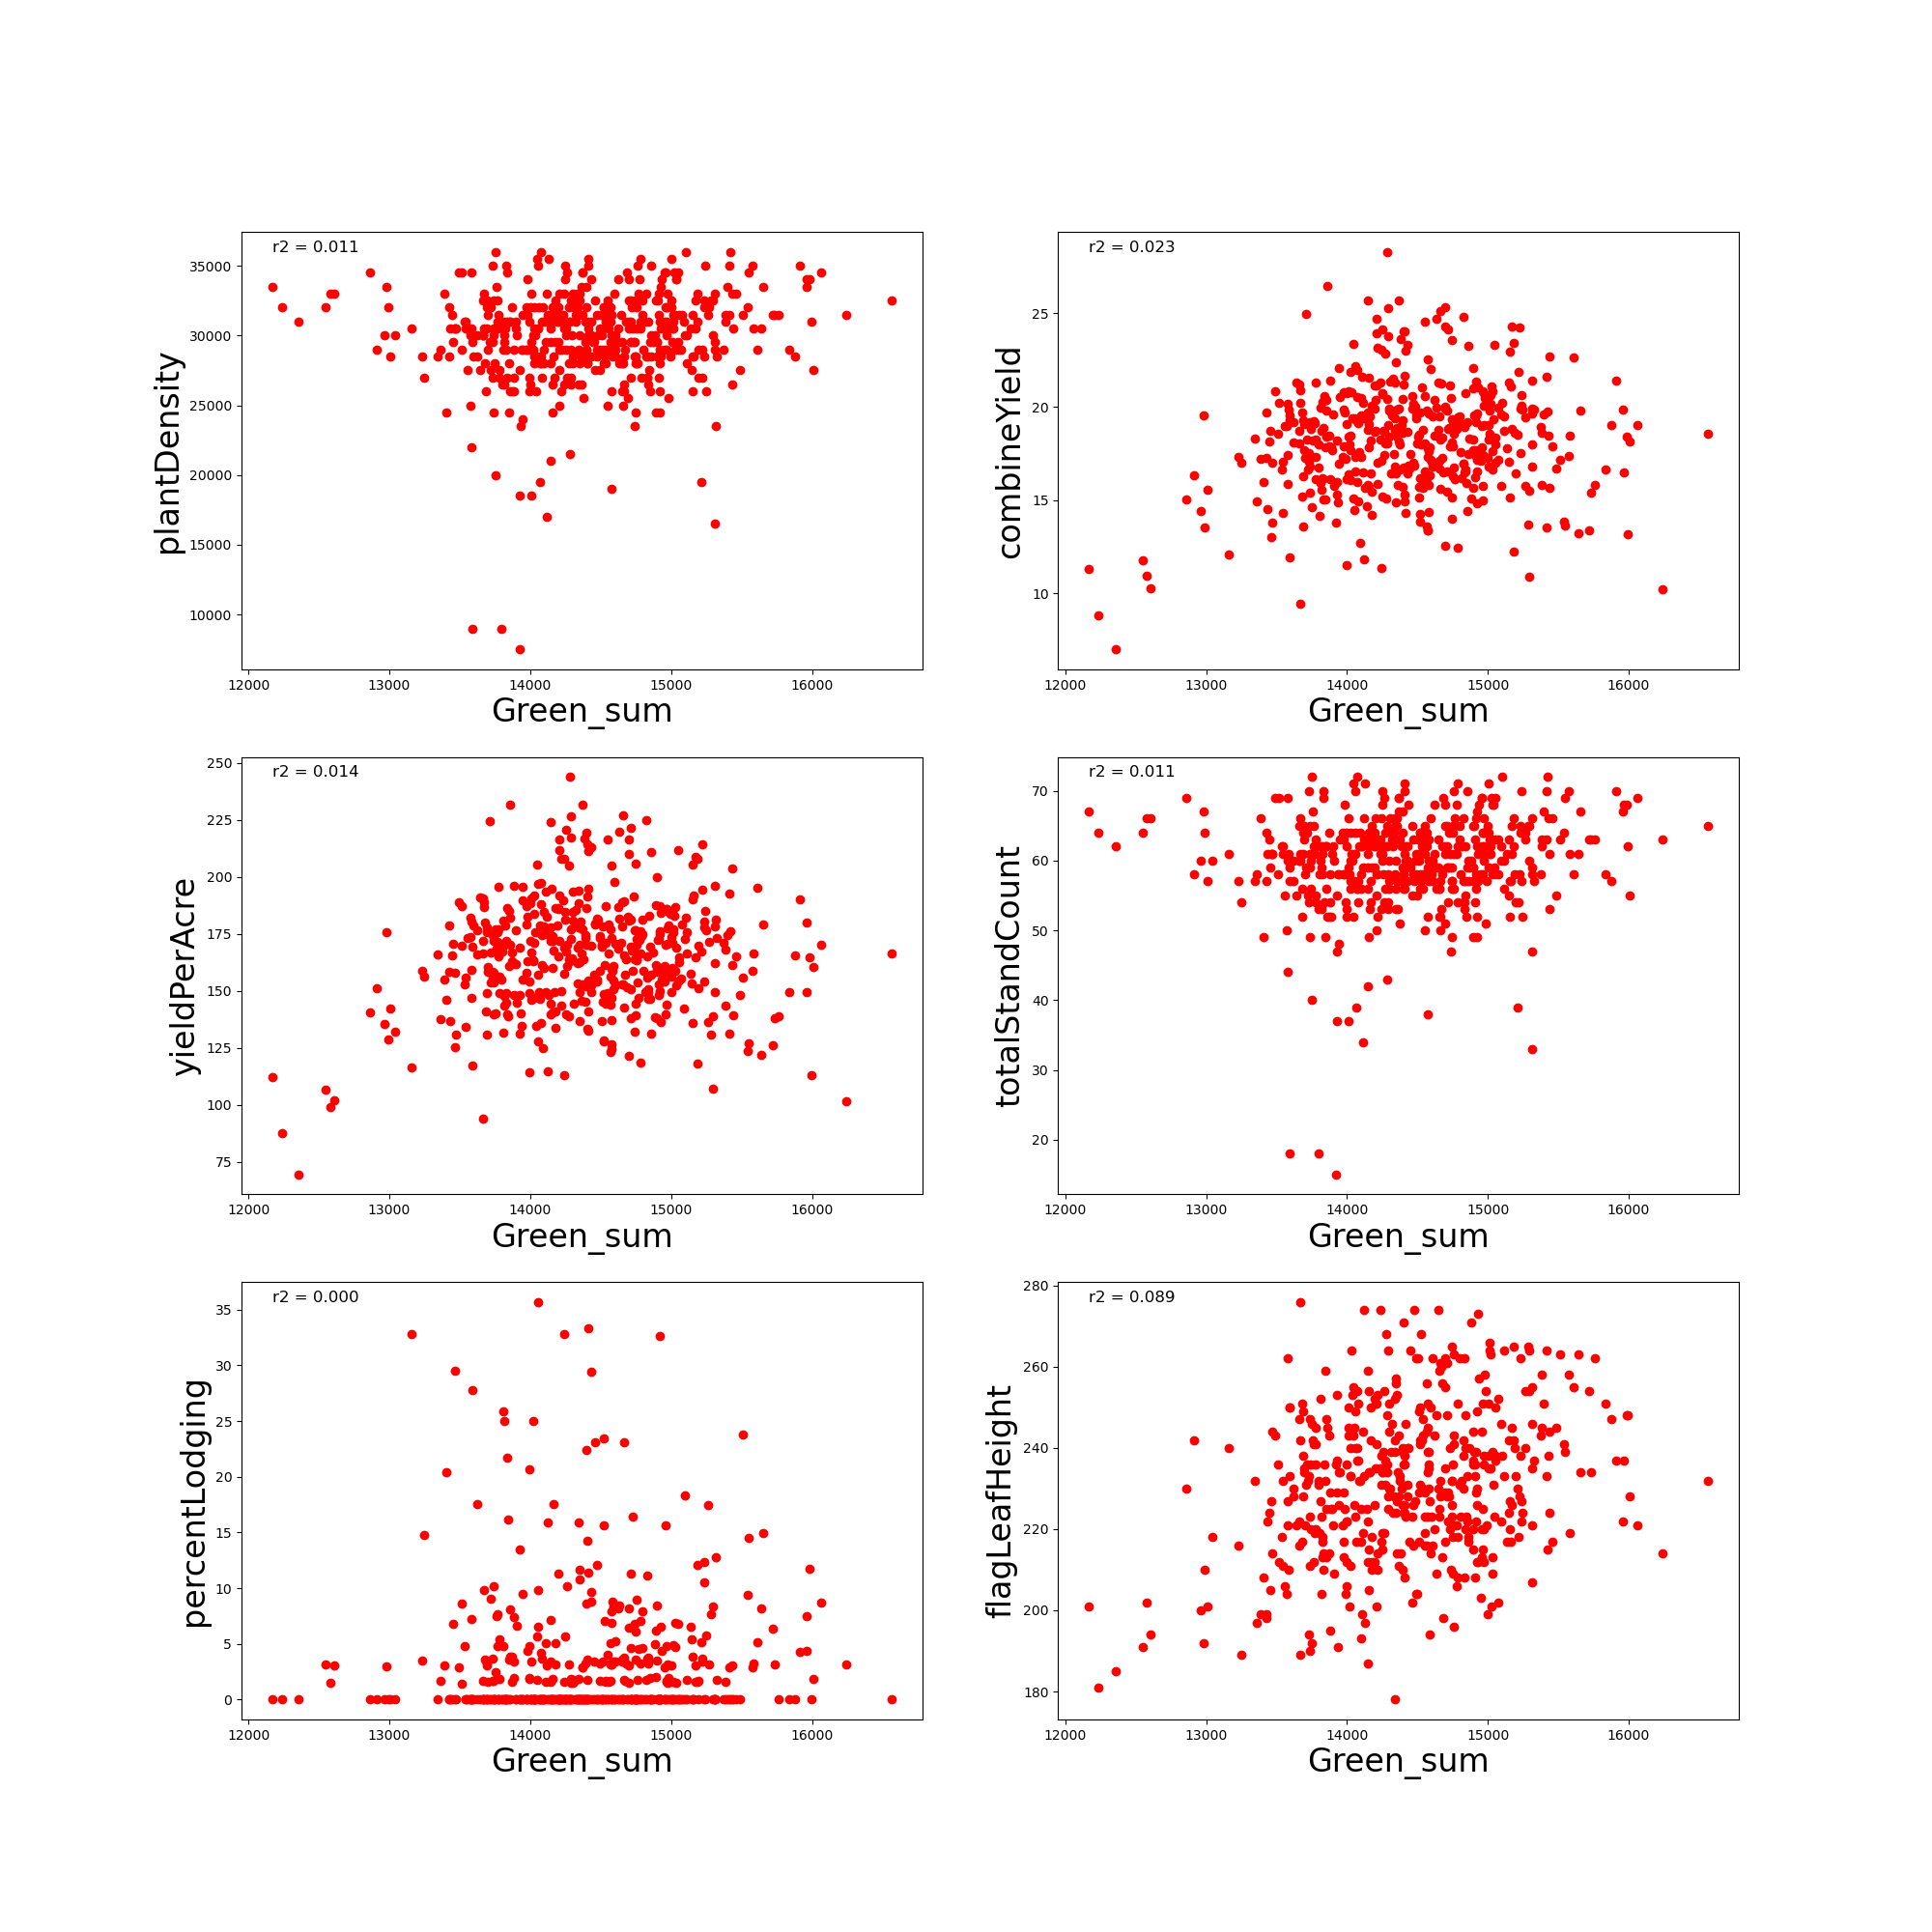 r2 = 0.011
plantDensity
35000
30000
25000
20000
15000
10000
12000 13000 14000 15000 16000
Green_sum
r2 = 0.023
combineYield
25
20
15
10
12000 13000 14000 15000 16000
Green_sum
r2 = 0.014
yieldPerAcre
250
225
200
175
150
125
100
75
12000 13000 14000 15000 16000
Green_sum
r2 = 0.011
totalStandCount
70
60
50
40
30
20
12000 13000 14000 15000 16000
Green_sum
r2 = 0.000
percentLodging
35
30
25
20
15
10
5
0
12000 13000 14000 15000 16000
Green_sum
r2 = 0.089
flagLeafHeight
280
260
240
220
200
180
12000 13000 14000 15000 16000
Green_sum